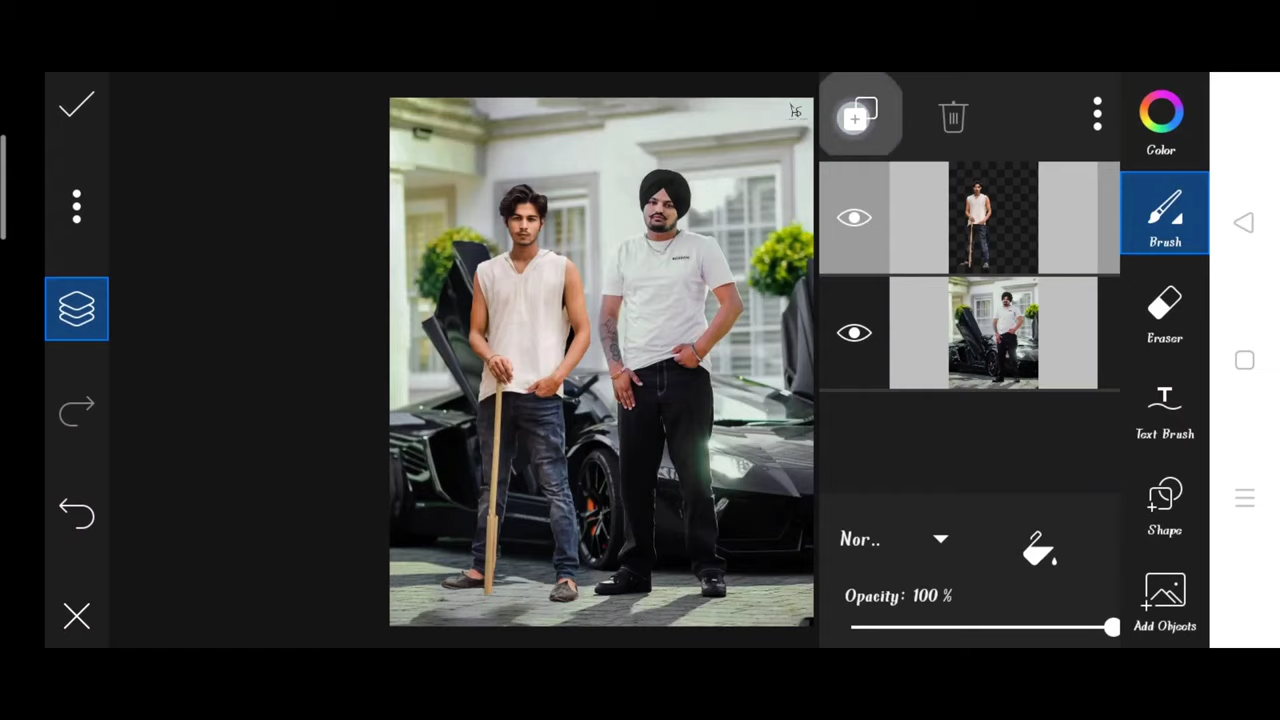 Color
Brush
Eraser
Text Brush
Shape
Add Objects
Nor..
Opacity: 100 %